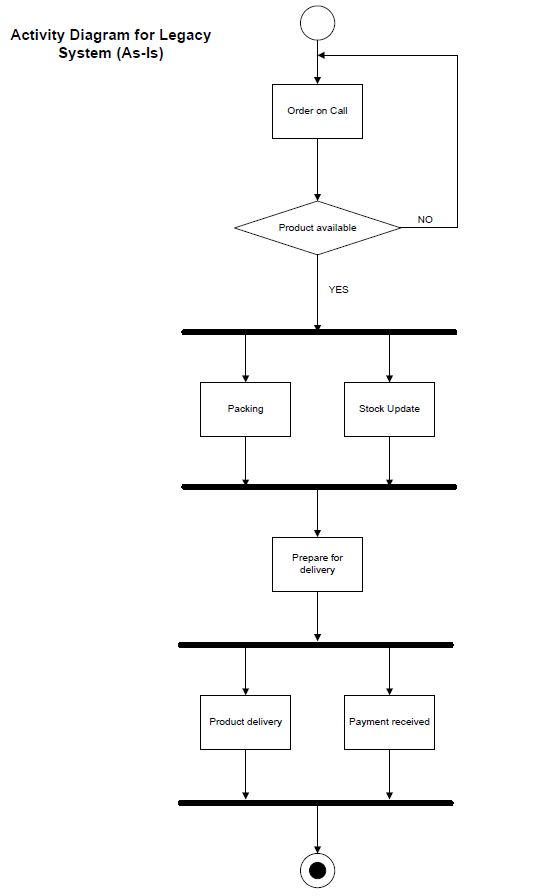 Activity Diagram for Legacy
System (As-Is)
Order on Call
Product available
NO
YES
Packing
Stock Update
Prepare for
delivery
Product delivery
Payment received